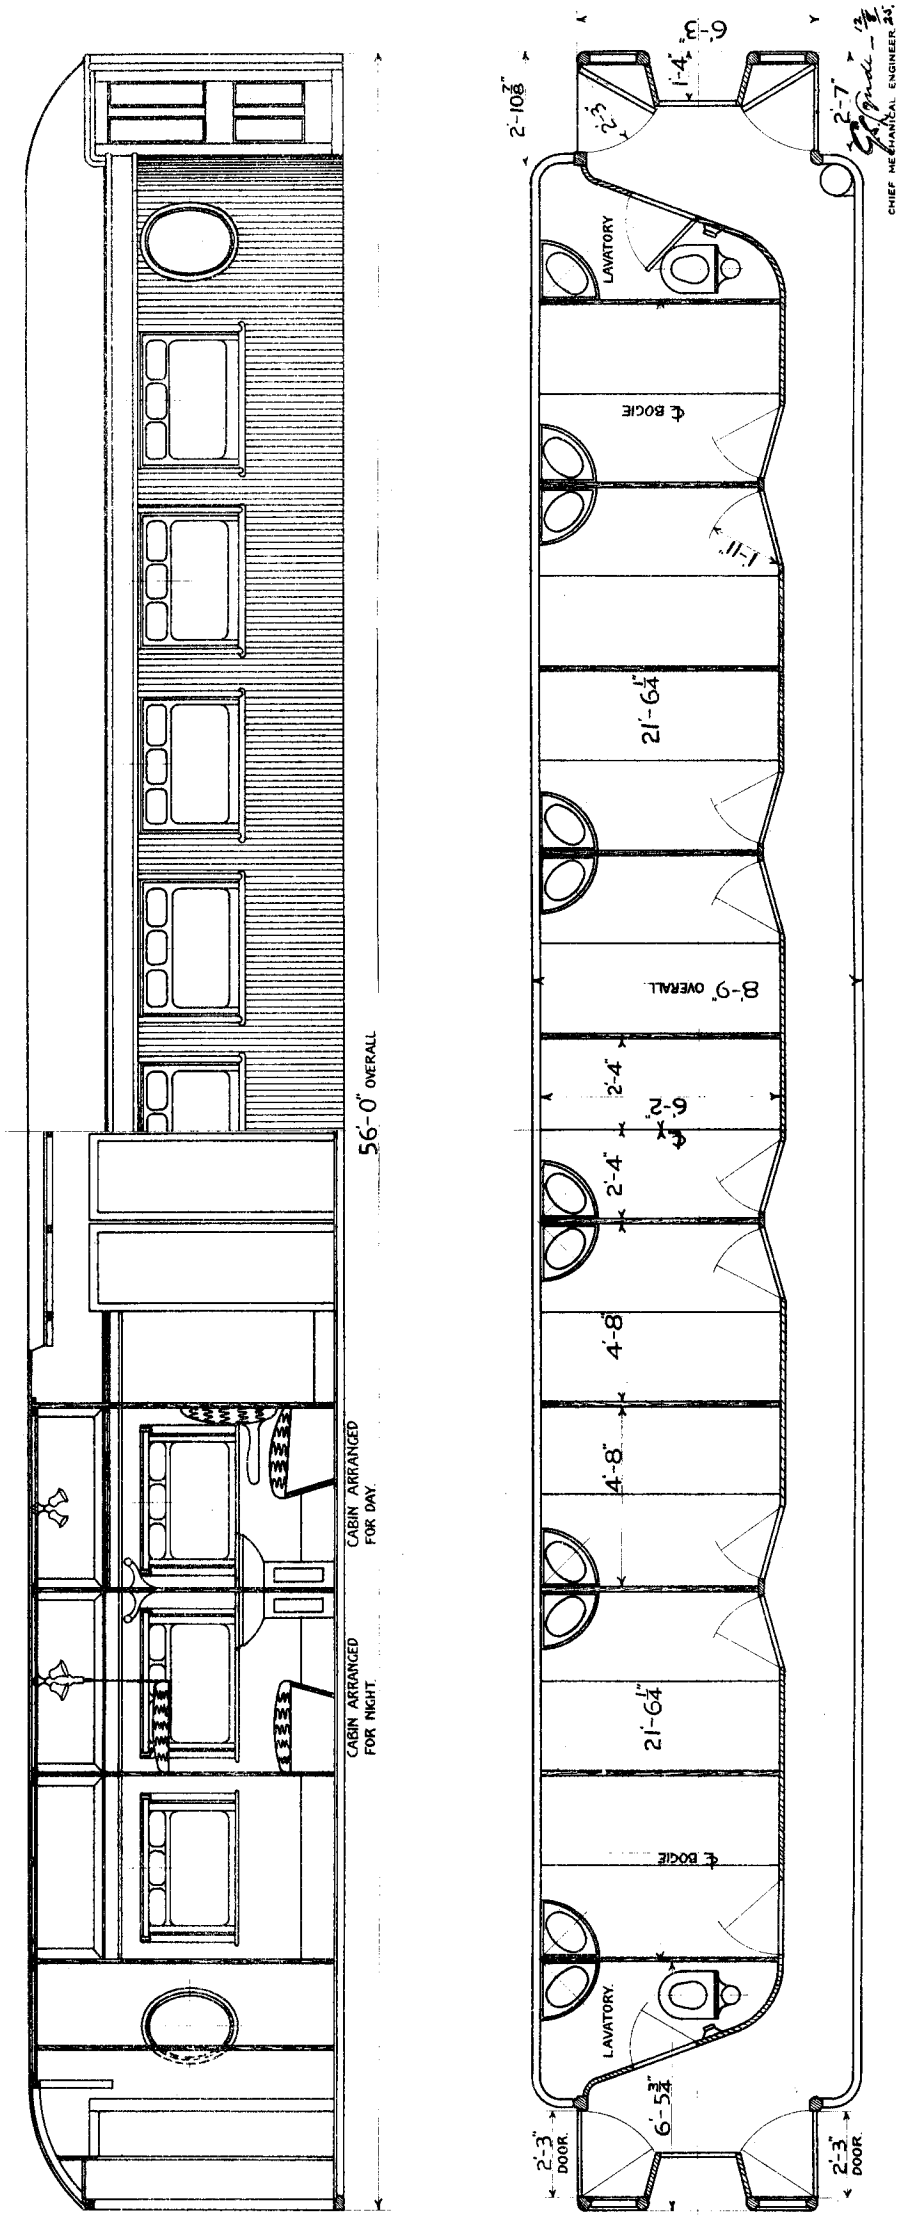 56'-0" OVERALL
CABIN ARRANGED
FOR DAY.
CABIN ARRANGED
FOR NIGHT.
2'-10⅞"
6'-3"
1'-4"
2'-3
2'-7"
12/8/25.
CHIEF MECHANICAL ENGINEER
LAVATORY
℄ BOGIE
1'-11"
21'-6¼"
8'-9" OVERALL
2'-4"
6'-2"
℄
2'-4"
4'-8"
4'-8"
21'-6¼"
℄ BOGIE
LAVATORY.
6'-5¾"
2'-3"
DOOR
2'-3"
DOOR.